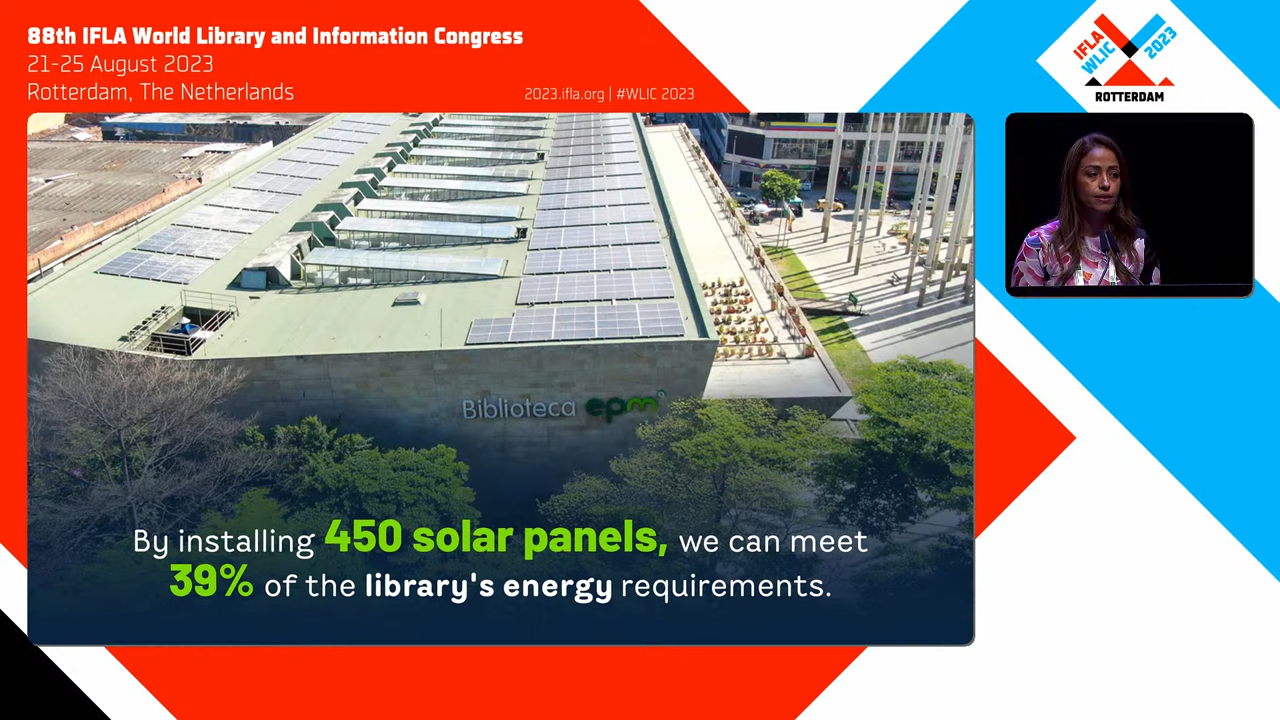 88th IFLA World Library and Information Congress
21-25 August 2023
Rotterdam, The Netherlands
2023.ifla.org | #WLIC 2023
IFLA
WLIC
2023
ROTTERDAM
Biblioteca epm
By installing 450 solar panels, we can meet
39% of the library's energy requirements.